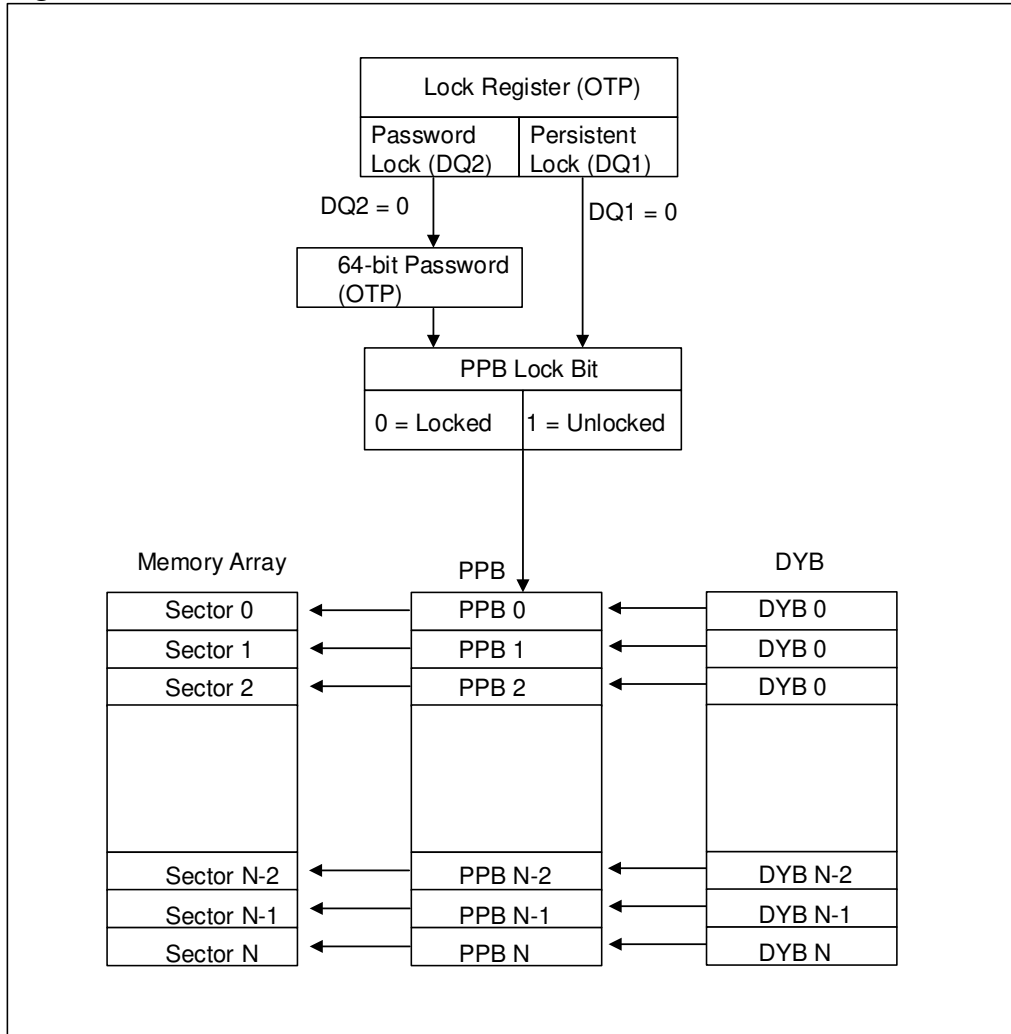 Lock Register (OTP)
Password
Lock (DQ2)
Persistent
Lock (DQ1)
DQ2 = 0
DQ1 = 0
64-bit Password
(OTP)
PPB Lock Bit
0 = Locked
1 = Unlocked
Memory Array
PPB
DYB
Sector 0
PPB 0
DYB 0
Sector 1
PPB 1
DYB 0
Sector 2
PPB 2
DYB 0
Sector N-2
PPB N-2
DYB N-2
Sector N-1
PPB N-1
DYB N-1
Sector N
PPB N
DYB N